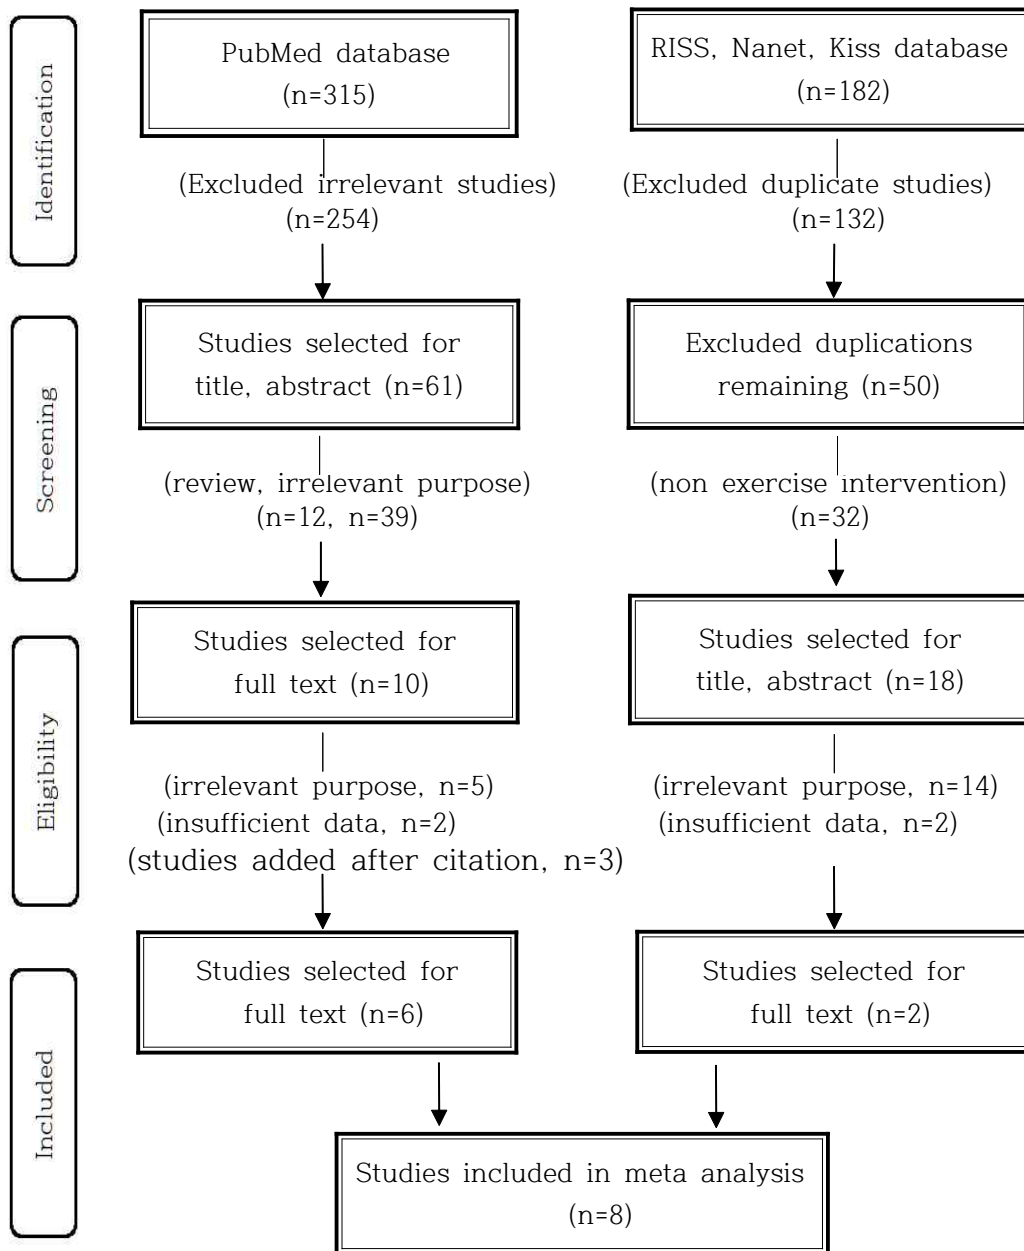 Identification
PubMed database
(n=315)
RISS, Nanet, Kiss database
(n=182)
(Excluded irrelevant studies)
(n=254)
(Excluded duplicate studies)
(n=132)
Screening
Studies selected for
title, abstract (n=61)
Excluded duplications
remaining (n=50)
(review, irrelevant purpose)
(n=12, n=39)
(non exercise intervention)
(n=32)
Eligibility
Studies selected for
full text (n=10)
Studies selected for
title, abstract (n=18)
(irrelevant purpose, n=5)
(insufficient data, n=2)
(studies added after citation, n=3)
(irrelevant purpose, n=14)
(insufficient data, n=2)
Included
Studies selected for
full text (n=6)
Studies selected for
full text (n=2)
Studies included in meta analysis
(n=8)